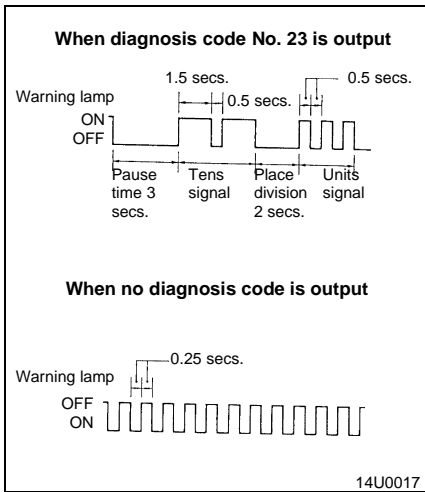 When diagnosis code No. 23 is output
1.5 secs.
0.5 secs.
0.5 secs.
Warning lamp
ON
OFF
Pause time 3 secs.
Tens signal
Place division 2 secs.
Units signal
When no diagnosis code is output
0.25 secs.
Warning lamp
OFF
ON
14U0017